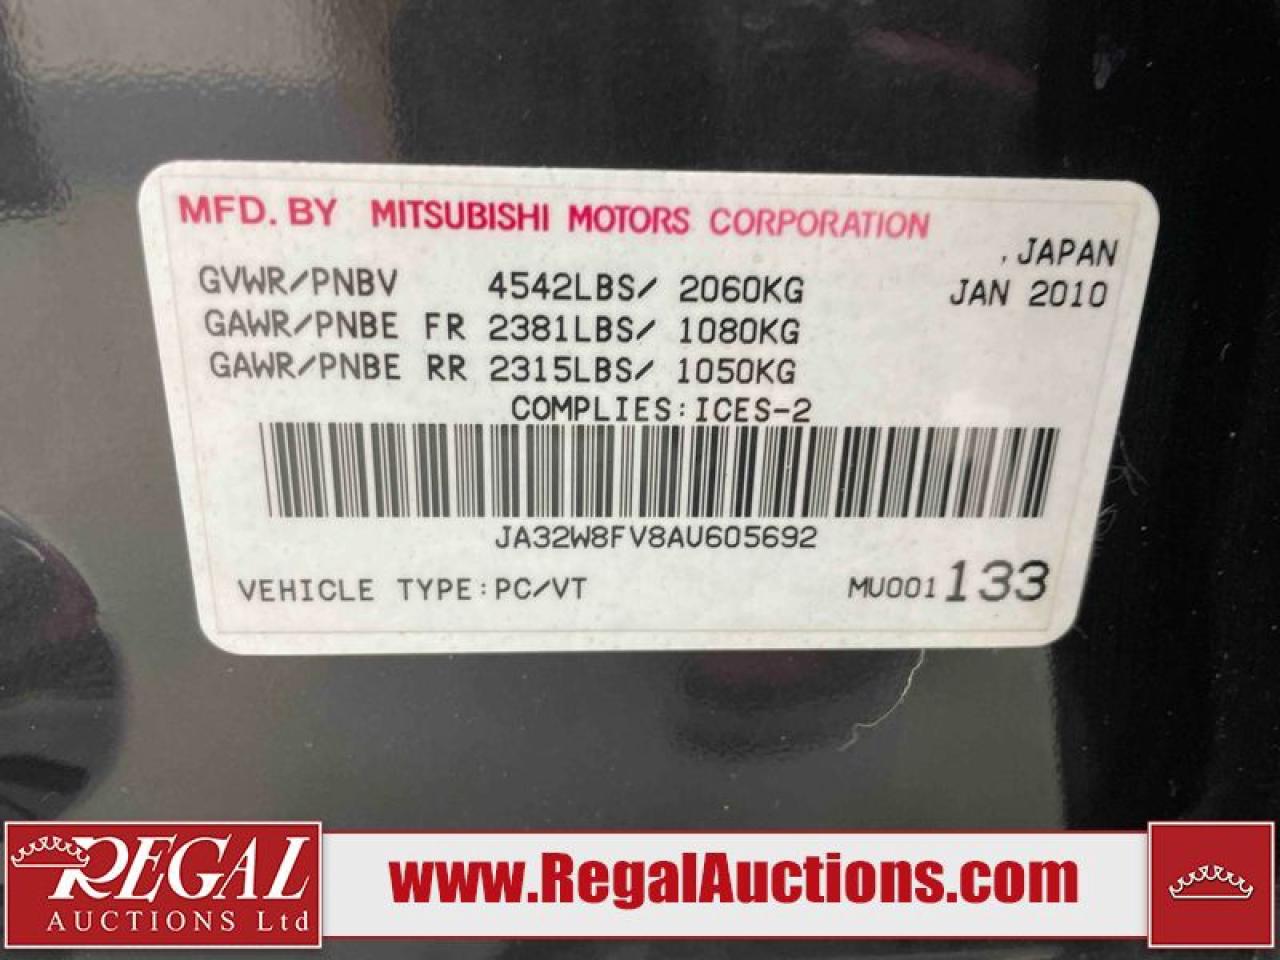 MFD. BY MITSUBISHI MOTORS CORPORATION
, JAPAN
GVWR/PNBV 4542LBS/ 2060KG JAN 2010
GAWR/PNBE FR 2381LBS/ 1080KG
GAWR/PNBE RR 2315LBS/ 1050KG
COMPLIES:ICES-2
JA32W8FV8AU605692
VEHICLE TYPE:PC/VT MU001 133
REGAL
AUCTIONS Ltd
www.RegalAuctions.com